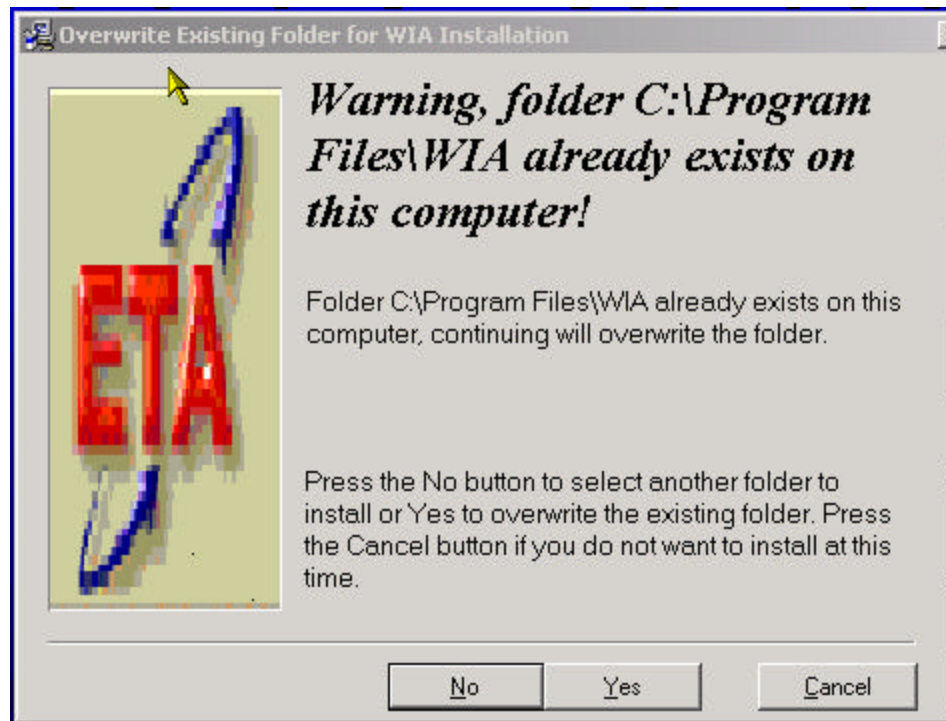 Overwrite Existing Folder for WIA Installation
Warning, folder C:\Program
Files\WIA already exists on
this computer!
Folder C:\Program Files\WIA already exists on this
computer, continuing will overwrite the folder.
ETA
Press the No button to select another folder to
install or Yes to overwrite the existing folder. Press
the Cancel button if you do not want to install at this
time.
No
Yes
Cancel